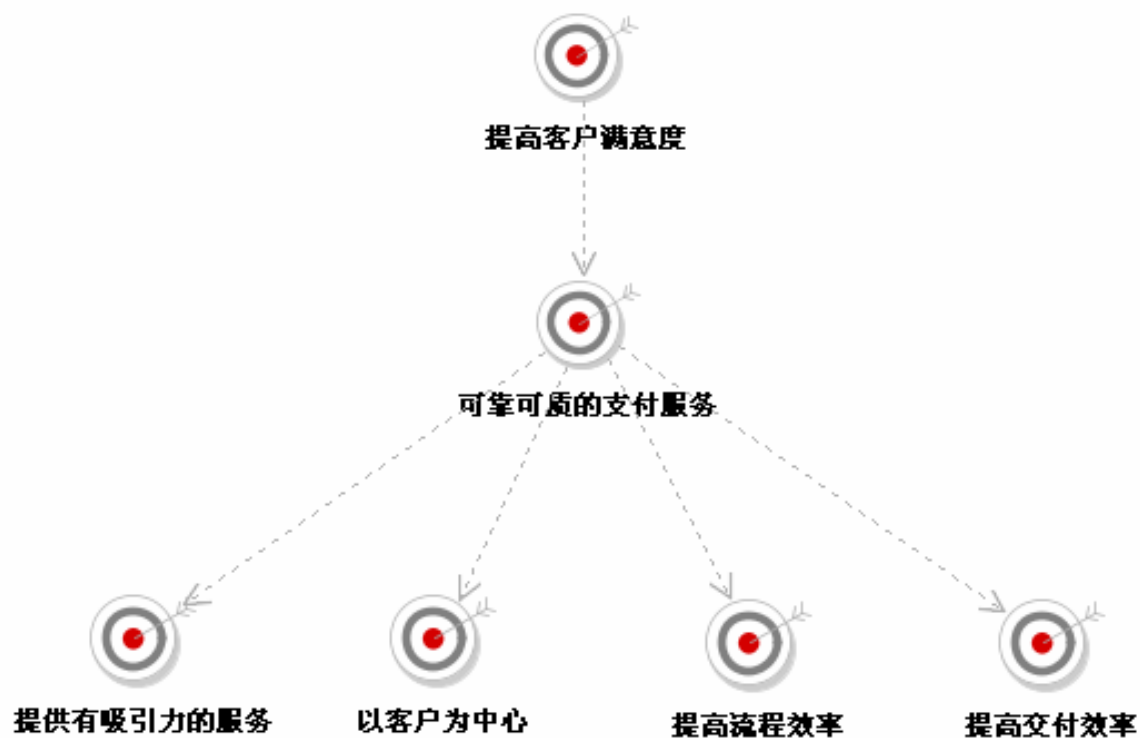 提高客户满意度
可靠可质的支付服务
提供有吸引力的服务
以客户为中心
提高流程效率
提高交付效率